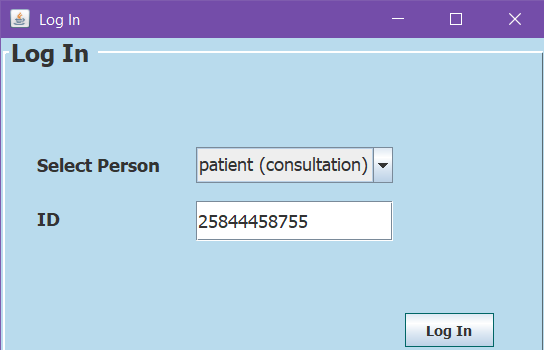 Log In
Log In
Select Person
patient (consultation)
ID
25844458755
Log In